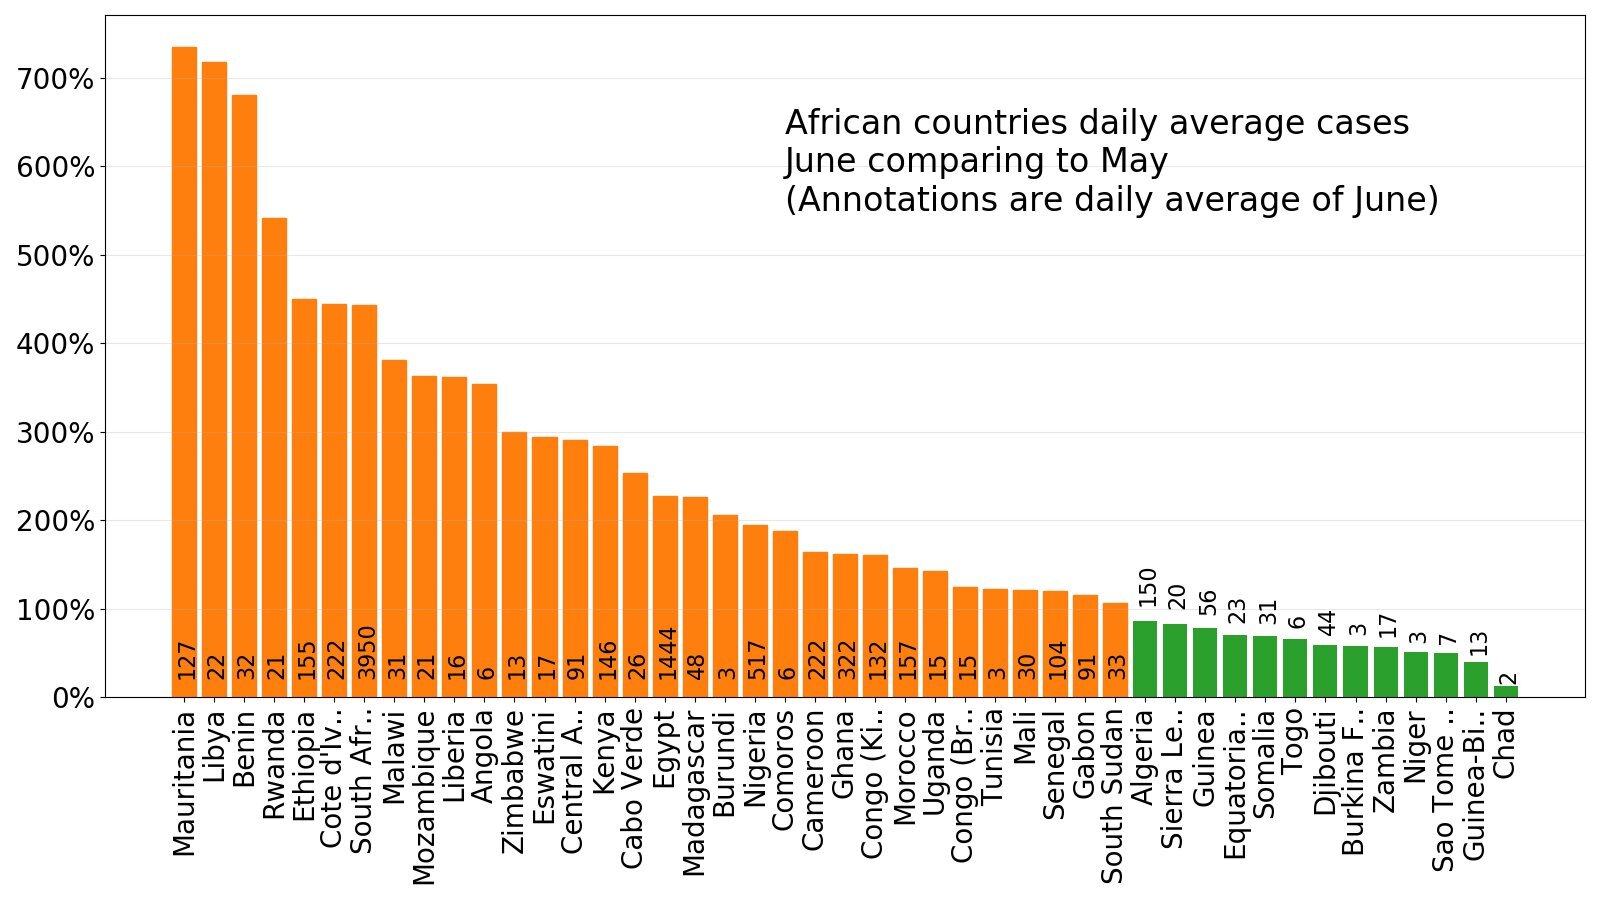 700%
600%
500%
400%
300%
200%
100%
0%
African countries daily average cases
June comparing to May
(Annotations are daily average of June)
127
22
32
21
155
222
3950
31
21
16
6
13
17
91
146
26
1444
48
3
517
6
222
322
132
157
15
15
3
30
104
91
33
150
20
56
23
31
6
44
3
17
3
7
13
2
Mauritania
Libya
Benin
Rwanda
Ethiopia
Cote d'Iv..
South Afr..
Malawi
Mozambique
Liberia
Angola
Zimbabwe
Eswatini
Central A..
Kenya
Cabo Verde
Egypt
Madagascar
Burundi
Nigeria
Comoros
Cameroon
Ghana
Congo (Ki..
Morocco
Uganda
Congo (Br..
Tunisia
Mali
Senegal
Gabon
South Sudan
Algeria
Sierra Le..
Guinea
Equatoria..
Somalia
Togo
Djibouti
Burkina F..
Zambia
Niger
Sao Tome ..
Guinea-Bi..
Chad